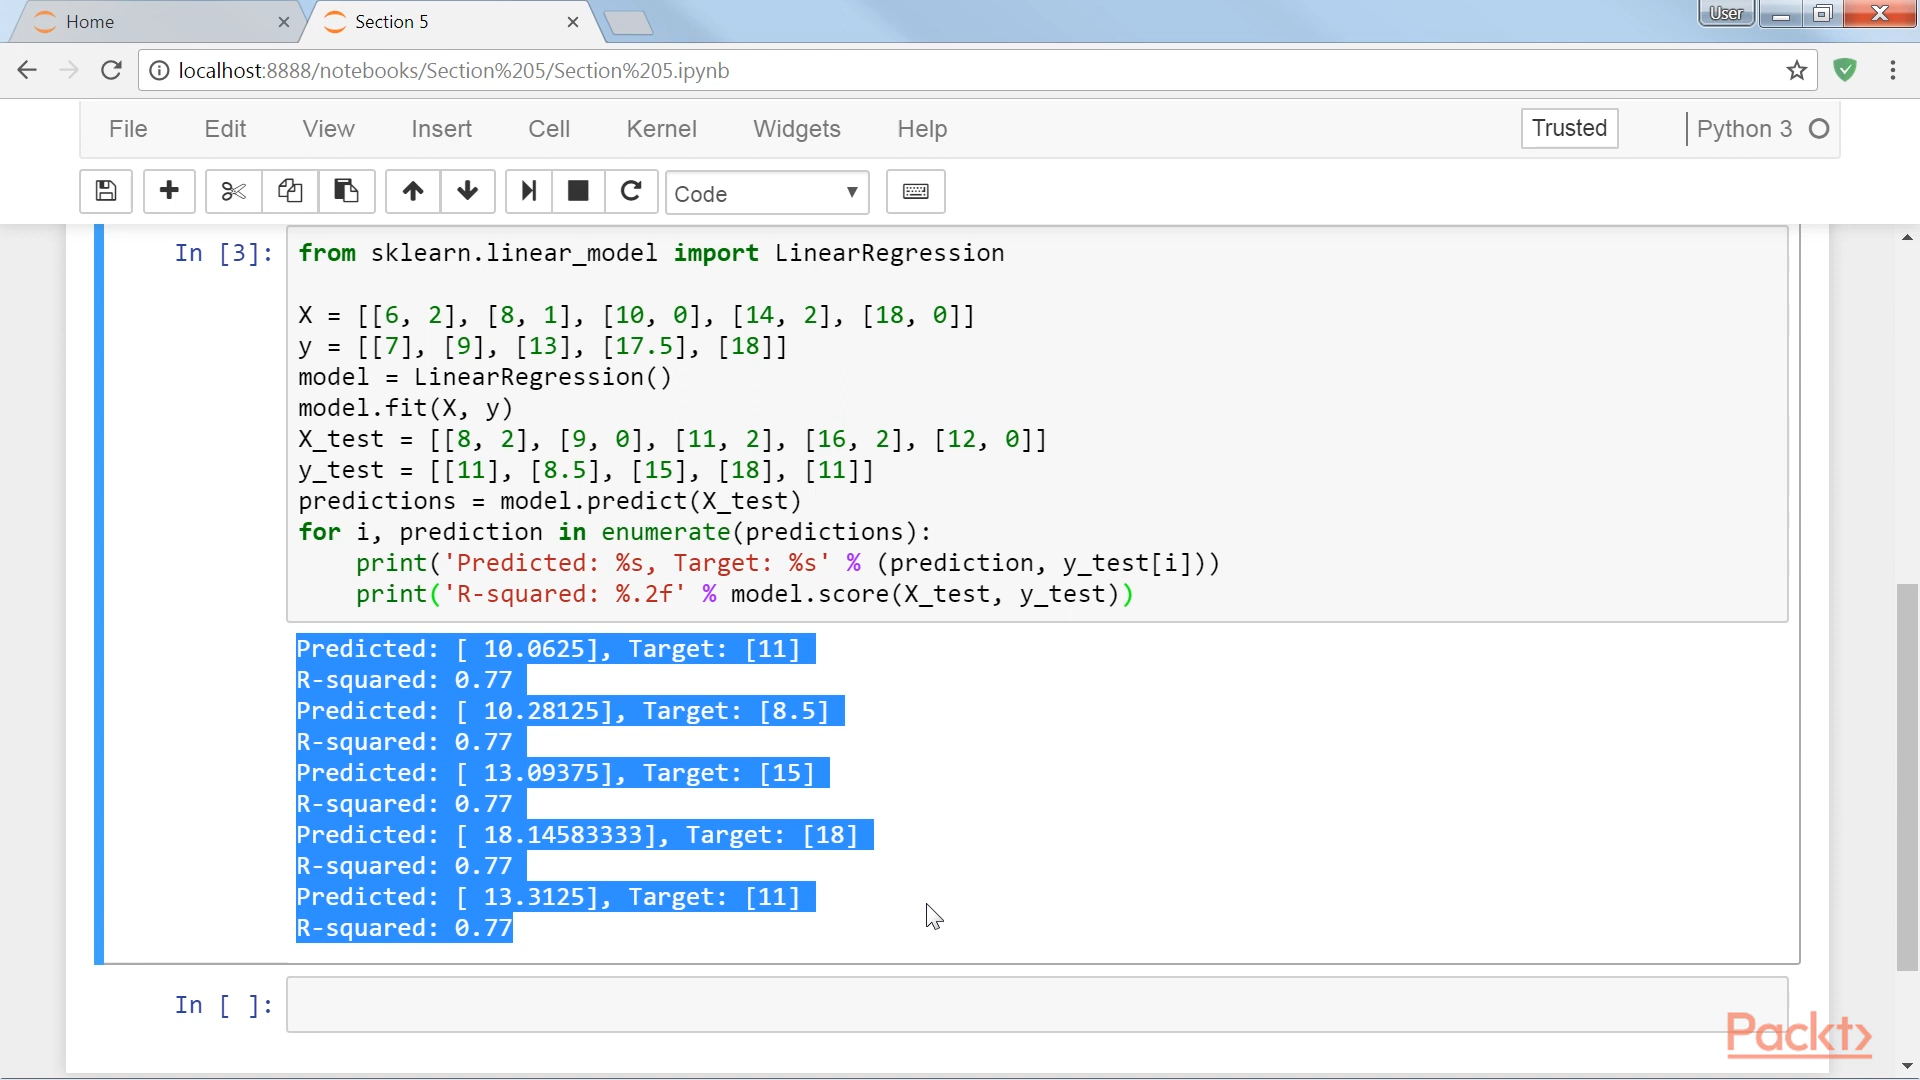 Home
Section 5
User
localhost:8888/notebooks/Section%205/Section%205.ipynb
File Edit View Insert Cell Kernel Widgets Help Trusted Python 3
Code
In [3]: from sklearn.linear_model import LinearRegression
X = [[6, 2], [8, 1], [10, 0], [14, 2], [18, 0]]
y = [[7], [9], [13], [17.5], [18]]
model = LinearRegression()
model.fit(X, y)
X_test = [[8, 2], [9, 0], [11, 2], [16, 2], [12, 0]]
y_test = [[11], [8.5], [15], [18], [11]]
predictions = model.predict(X_test)
for i, prediction in enumerate(predictions):
    print('Predicted: %s, Target: %s' % (prediction, y_test[i]))
    print('R-squared: %.2f' % model.score(X_test, y_test))
Predicted: [ 10.0625], Target: [11]
R-squared: 0.77
Predicted: [ 10.28125], Target: [8.5]
R-squared: 0.77
Predicted: [ 13.09375], Target: [15]
R-squared: 0.77
Predicted: [ 18.14583333], Target: [18]
R-squared: 0.77
Predicted: [ 13.3125], Target: [11]
R-squared: 0.77
In [ ]:
Packt>